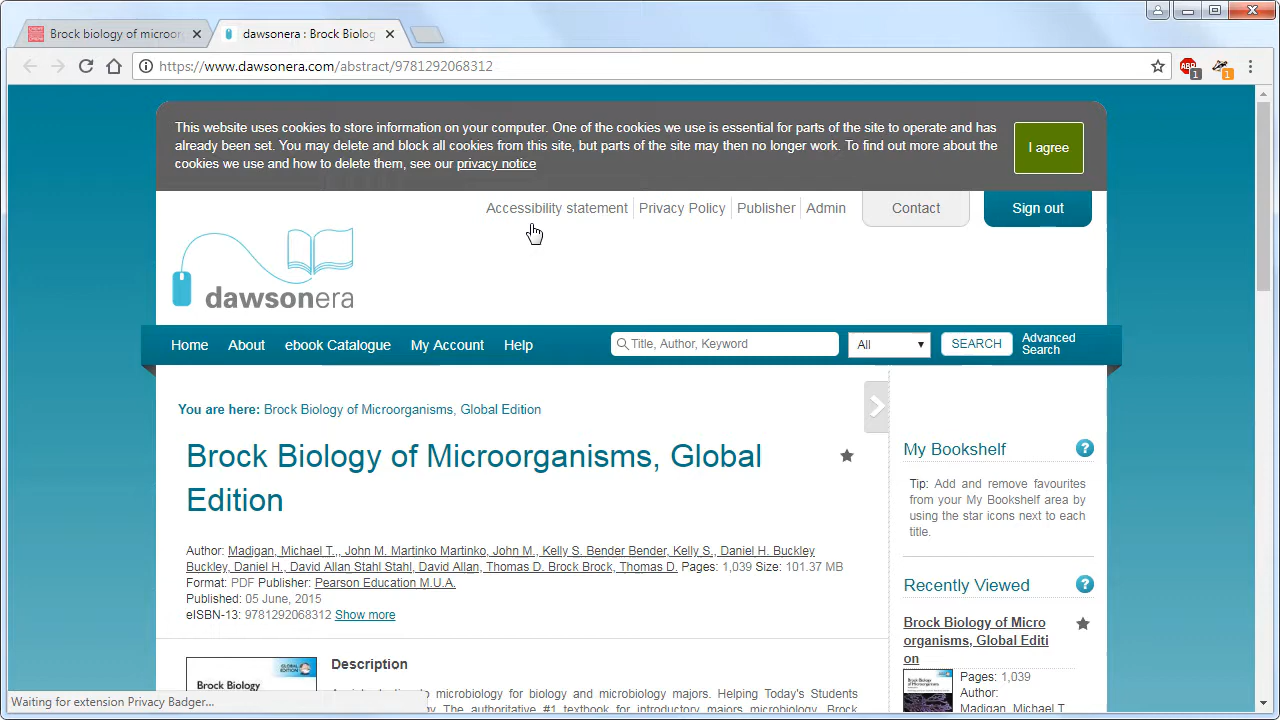 Brock biology of microor
dawsonera : Brock Biolog
https://www.dawsonera.com/abstract/9781292068312
ABP
1
1
This website uses cookies to store information on your computer. One of the cookies we use is essential for parts of the site to operate and has
already been set. You may delete and block all cookies from this site, but parts of the site may then no longer work. To find out more about the
cookies we use and how to delete them, see our privacy notice
I agree
Accessibility statement Privacy Policy Publisher Admin Contact Sign out
dawsonera
Home About ebook Catalogue My Account Help Title, Author, Keyword All SEARCH Advanced
Search
You are here: Brock Biology of Microorganisms, Global Edition
Brock Biology of Microorganisms, Global
Edition
Author: Madigan, Michael T.,, John M. Martinko Martinko, John M., Kelly S. Bender Bender, Kelly S., Daniel H. Buckley
Buckley, Daniel H., David Allan Stahl Stahl, David Allan, Thomas D. Brock Brock, Thomas D. Pages: 1,039 Size: 101.37 MB
Format: PDF Publisher: Pearson Education M.U.A.
Published: 05 June, 2015
eISBN-13: 9781292068312 Show more
GLOBAL EDITION
Brock Biology
Description
to microbiology for biology and microbiology majors. Helping Today's Students
The authoritative #1 textbook for introductory majors microbiology, Brock
My Bookshelf ?
Tip: Add and remove favourites
from your My Bookshelf area by
using the star icons next to each
title.
Recently Viewed ?
Brock Biology of Micro
organisms, Global Editi
on
Pages: 1,039
Author:
Madigan, Michael T
Waiting for extension Privacy Badger...